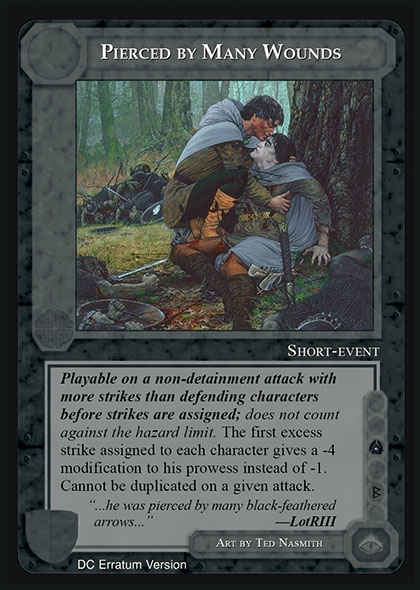 Pierced by Many Wounds
Short-event
Playable on a non-detainment attack with
more strikes than defending characters
before strikes are assigned; does not count
against the hazard limit. The first excess
strike assigned to each character gives a -4
modification to his prowess instead of -1.
Cannot be duplicated on a given attack.
“...he was pierced by many black-feathered
arrows...”
—LotRIII
Art by Ted Nasmith
DC Erratum Version